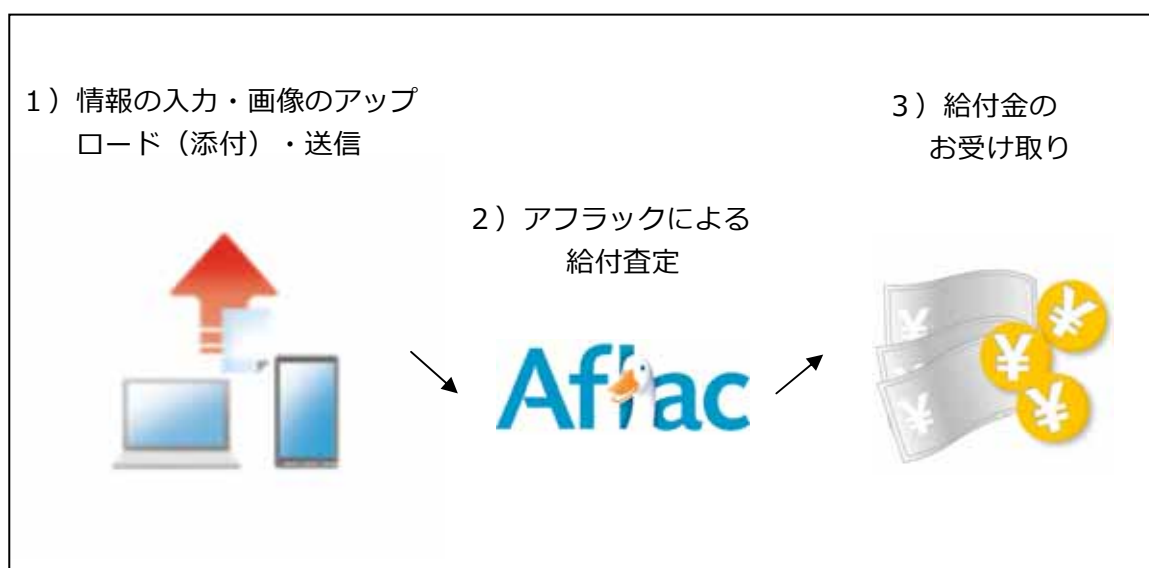 １）情報の入力・画像のアップ
ロード（添付）・送信
２）アフラックによる
給付査定
Aflac
３）給付金の
お受け取り
¥
¥
¥
¥
¥